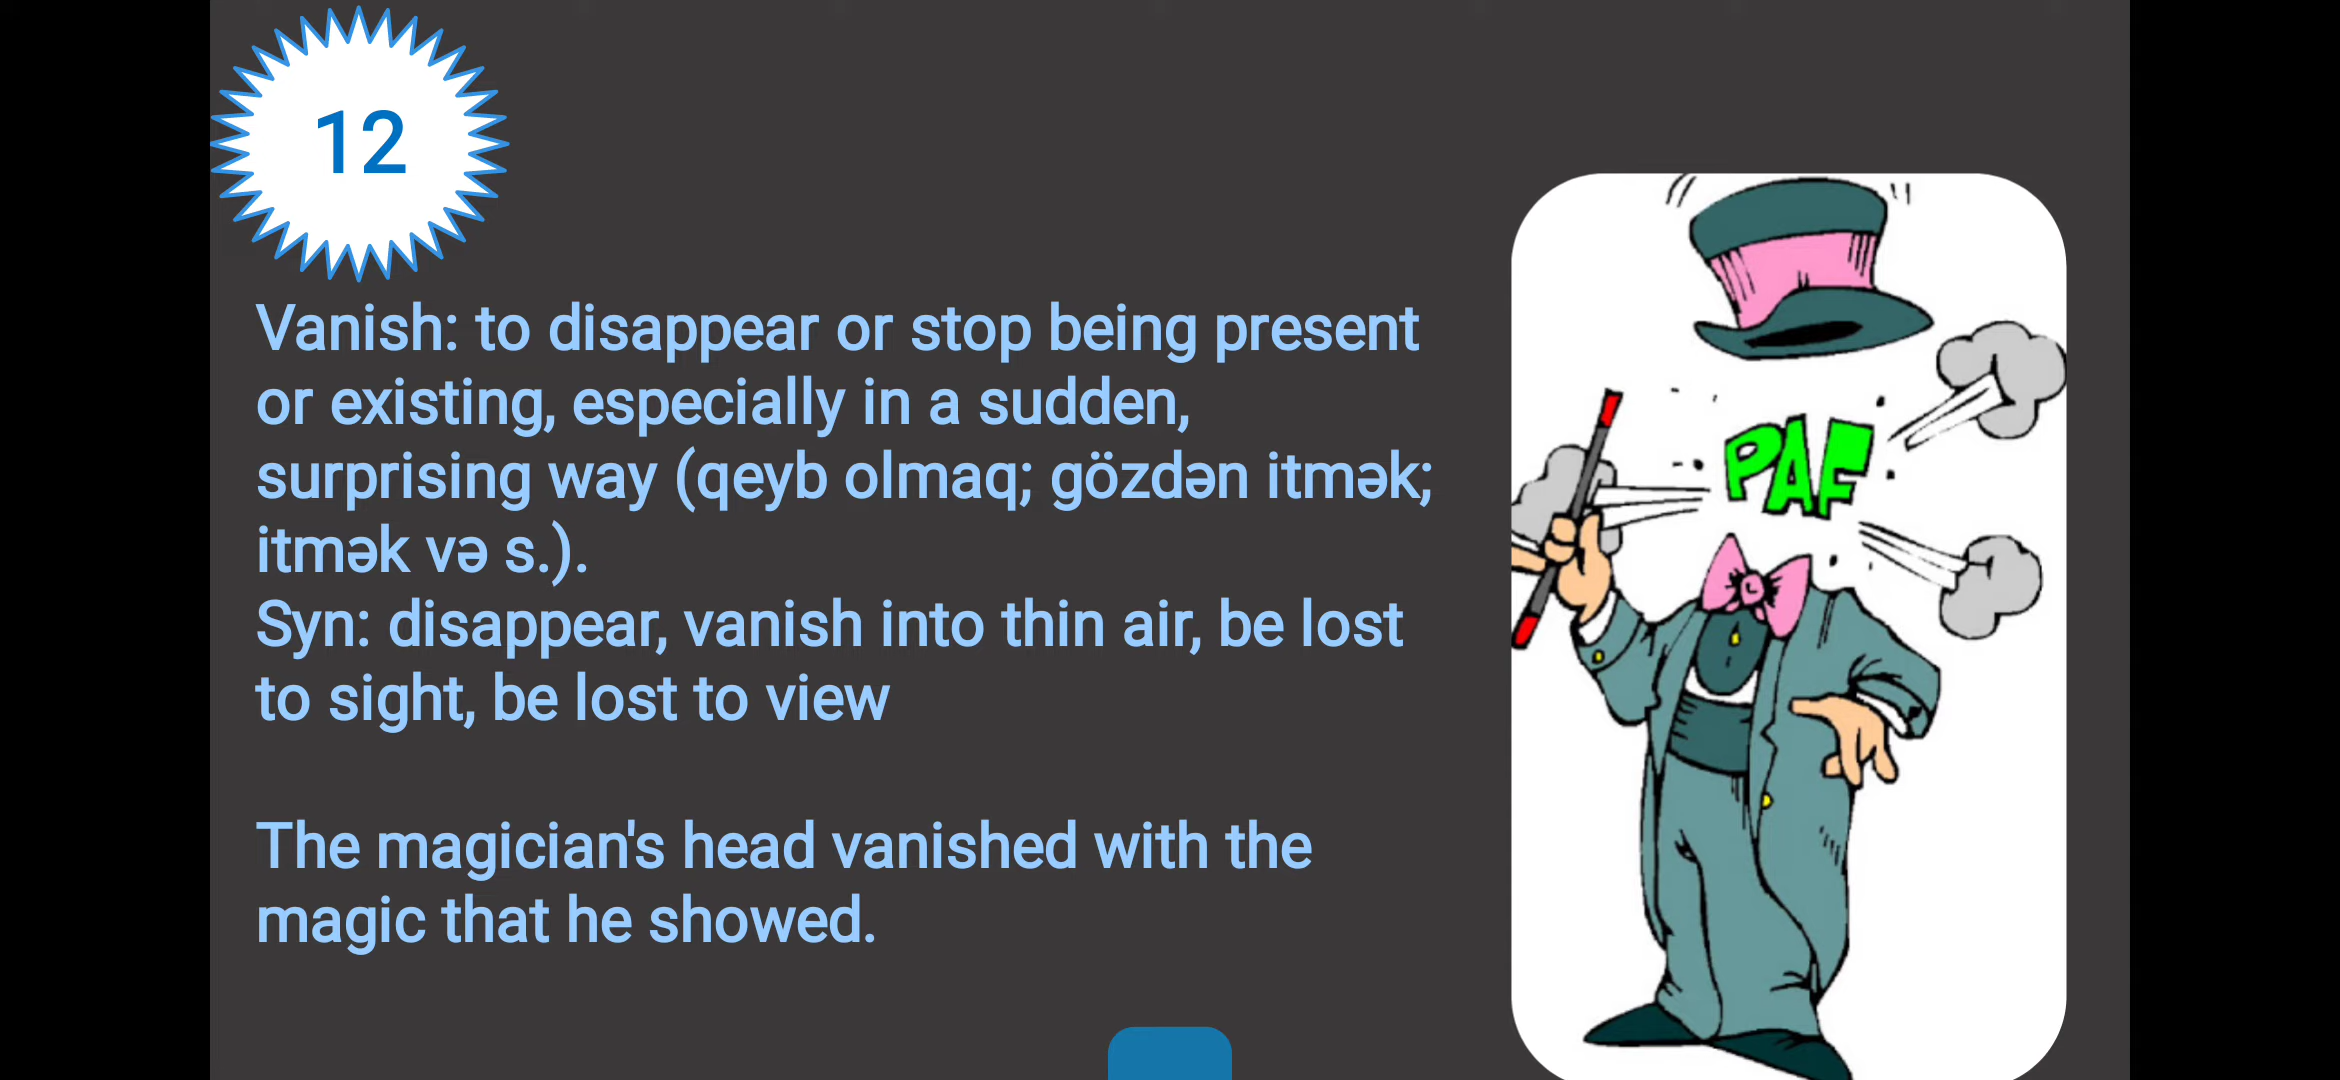 12
Vanish: to disappear or stop being present
or existing, especially in a sudden,
surprising way (qeyb olmaq; gözdən itmək;
itmək və s.).
Syn: disappear, vanish into thin air, be lost
to sight, be lost to view
The magician's head vanished with the
magic that he showed.
PAF